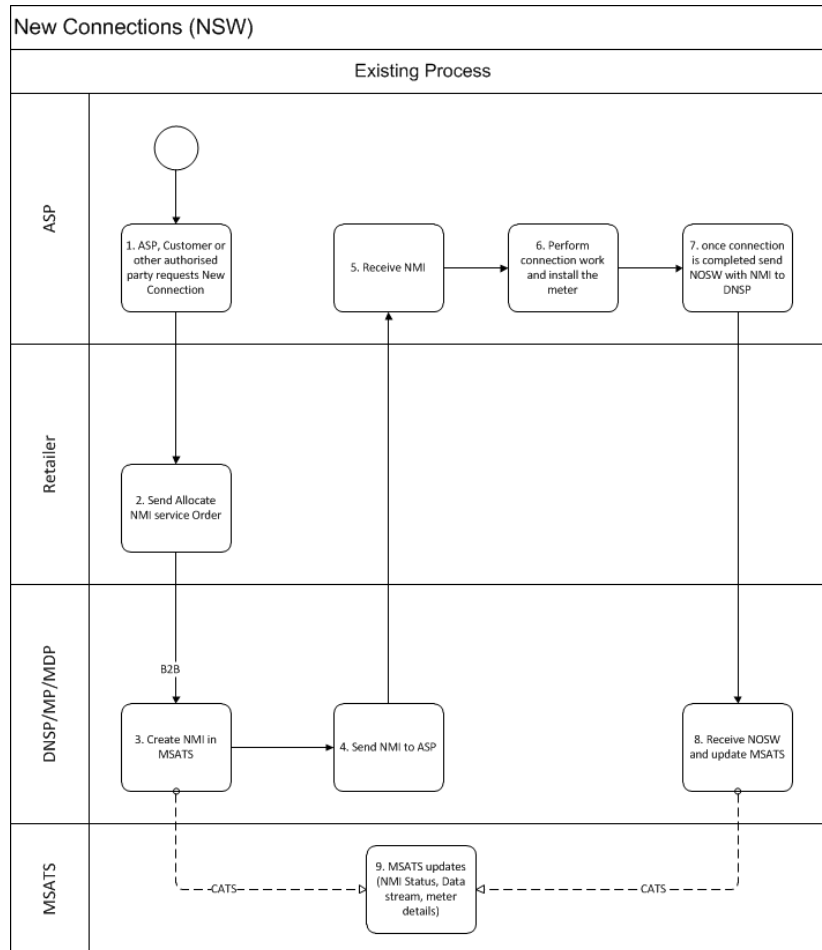 New Connections (NSW)
Existing Process
ASP
1. ASP, Customer or
other authorised
party requests New
Connection
5. Receive NMI
6. Perform
connection work
and install the
meter
7. once connection
is completed send
NOSW with NMI to
DNSP
Retailer
2. Send Allocate
NMI service Order
DNSP/MP/MDP
B2B
3. Create NMI in
MSATS
4. Send NMI to ASP
8. Receive NOSW
and update MSATS
MSATS
CATS
9. MSATS updates
(NMI Status, Data
stream, meter
details)
CATS